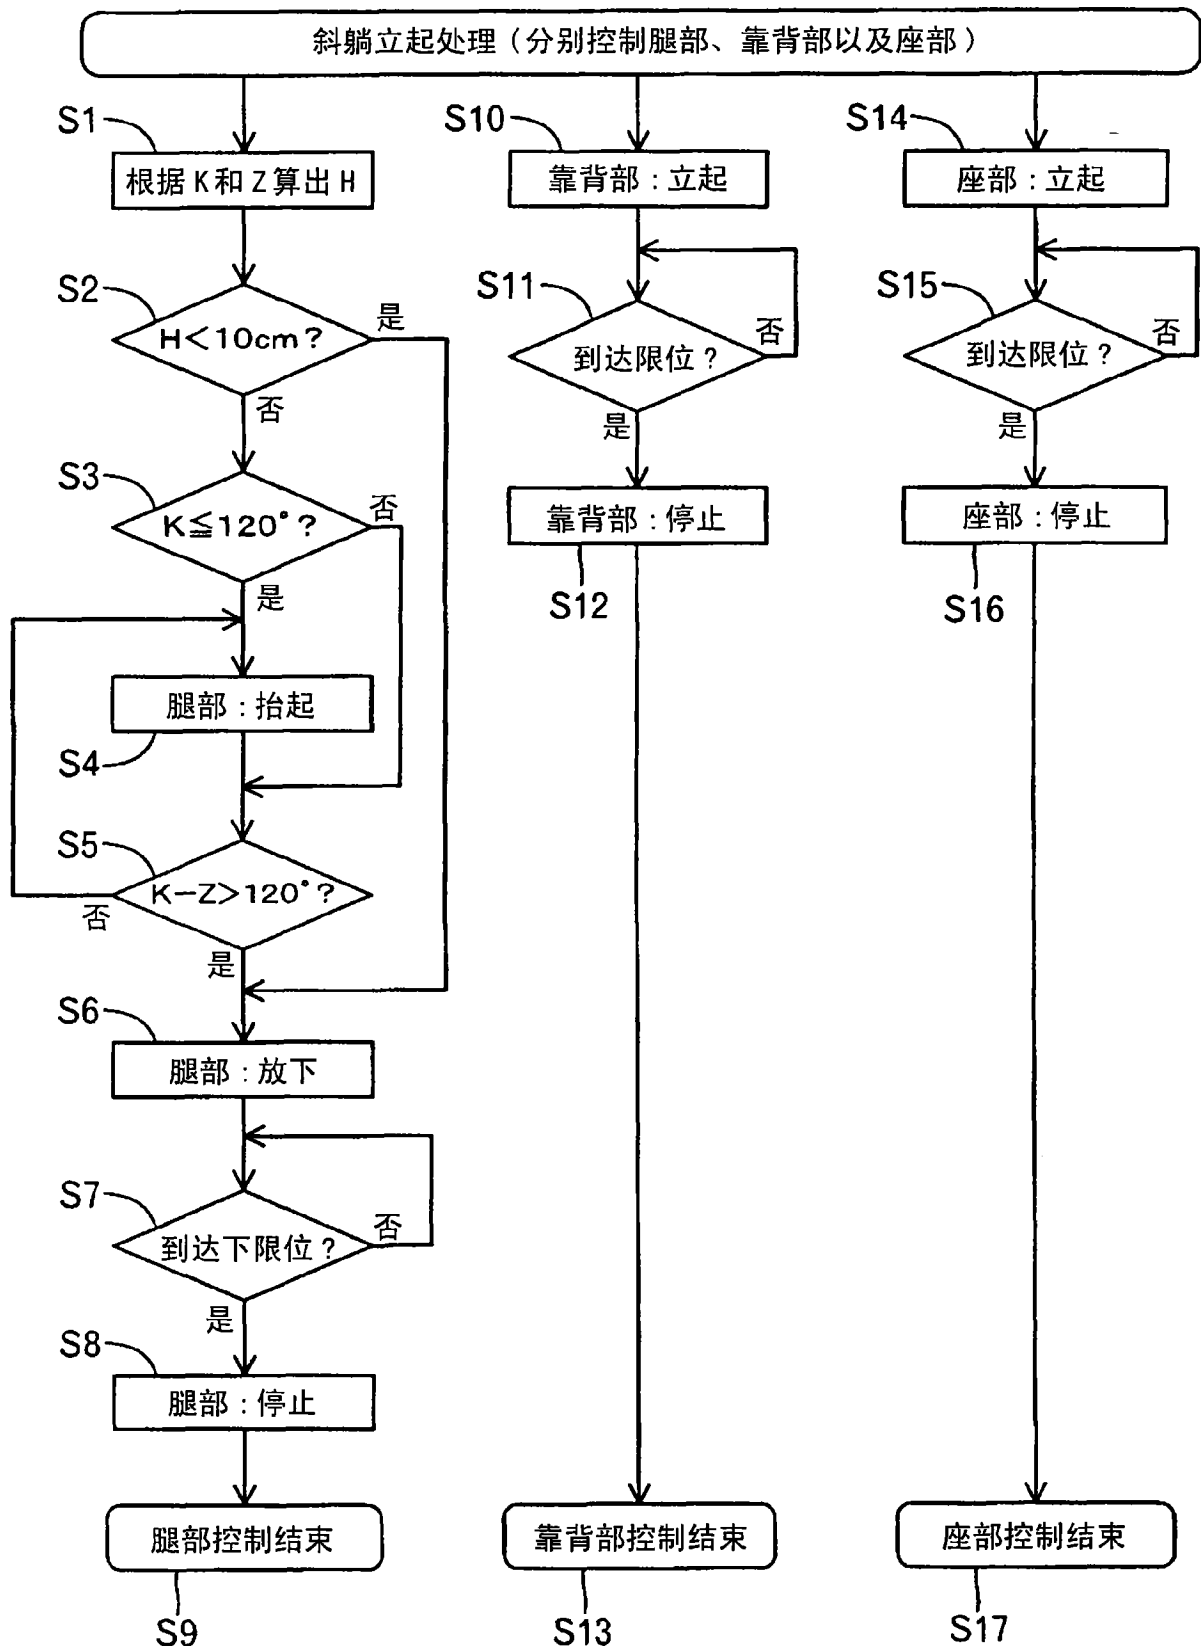 斜躺立起处理(分别控制腿部、靠背部以及座部)
S1
根据K和Z算出H
S2
H<10cm?
是
否
S3
K≦120°?
否
是
腿部:抬起
S4
S5
K-Z>120°?
否
是
S6
腿部:放下
S7
到达下限位?
否
是
S8
腿部:停止
腿部控制结束
S9
S10
靠背部:立起
S11
到达限位?
否
是
靠背部:停止
S12
靠背部控制结束
S13
S14
座部:立起
S15
到达限位?
否
是
座部:停止
S16
座部控制结束
S17